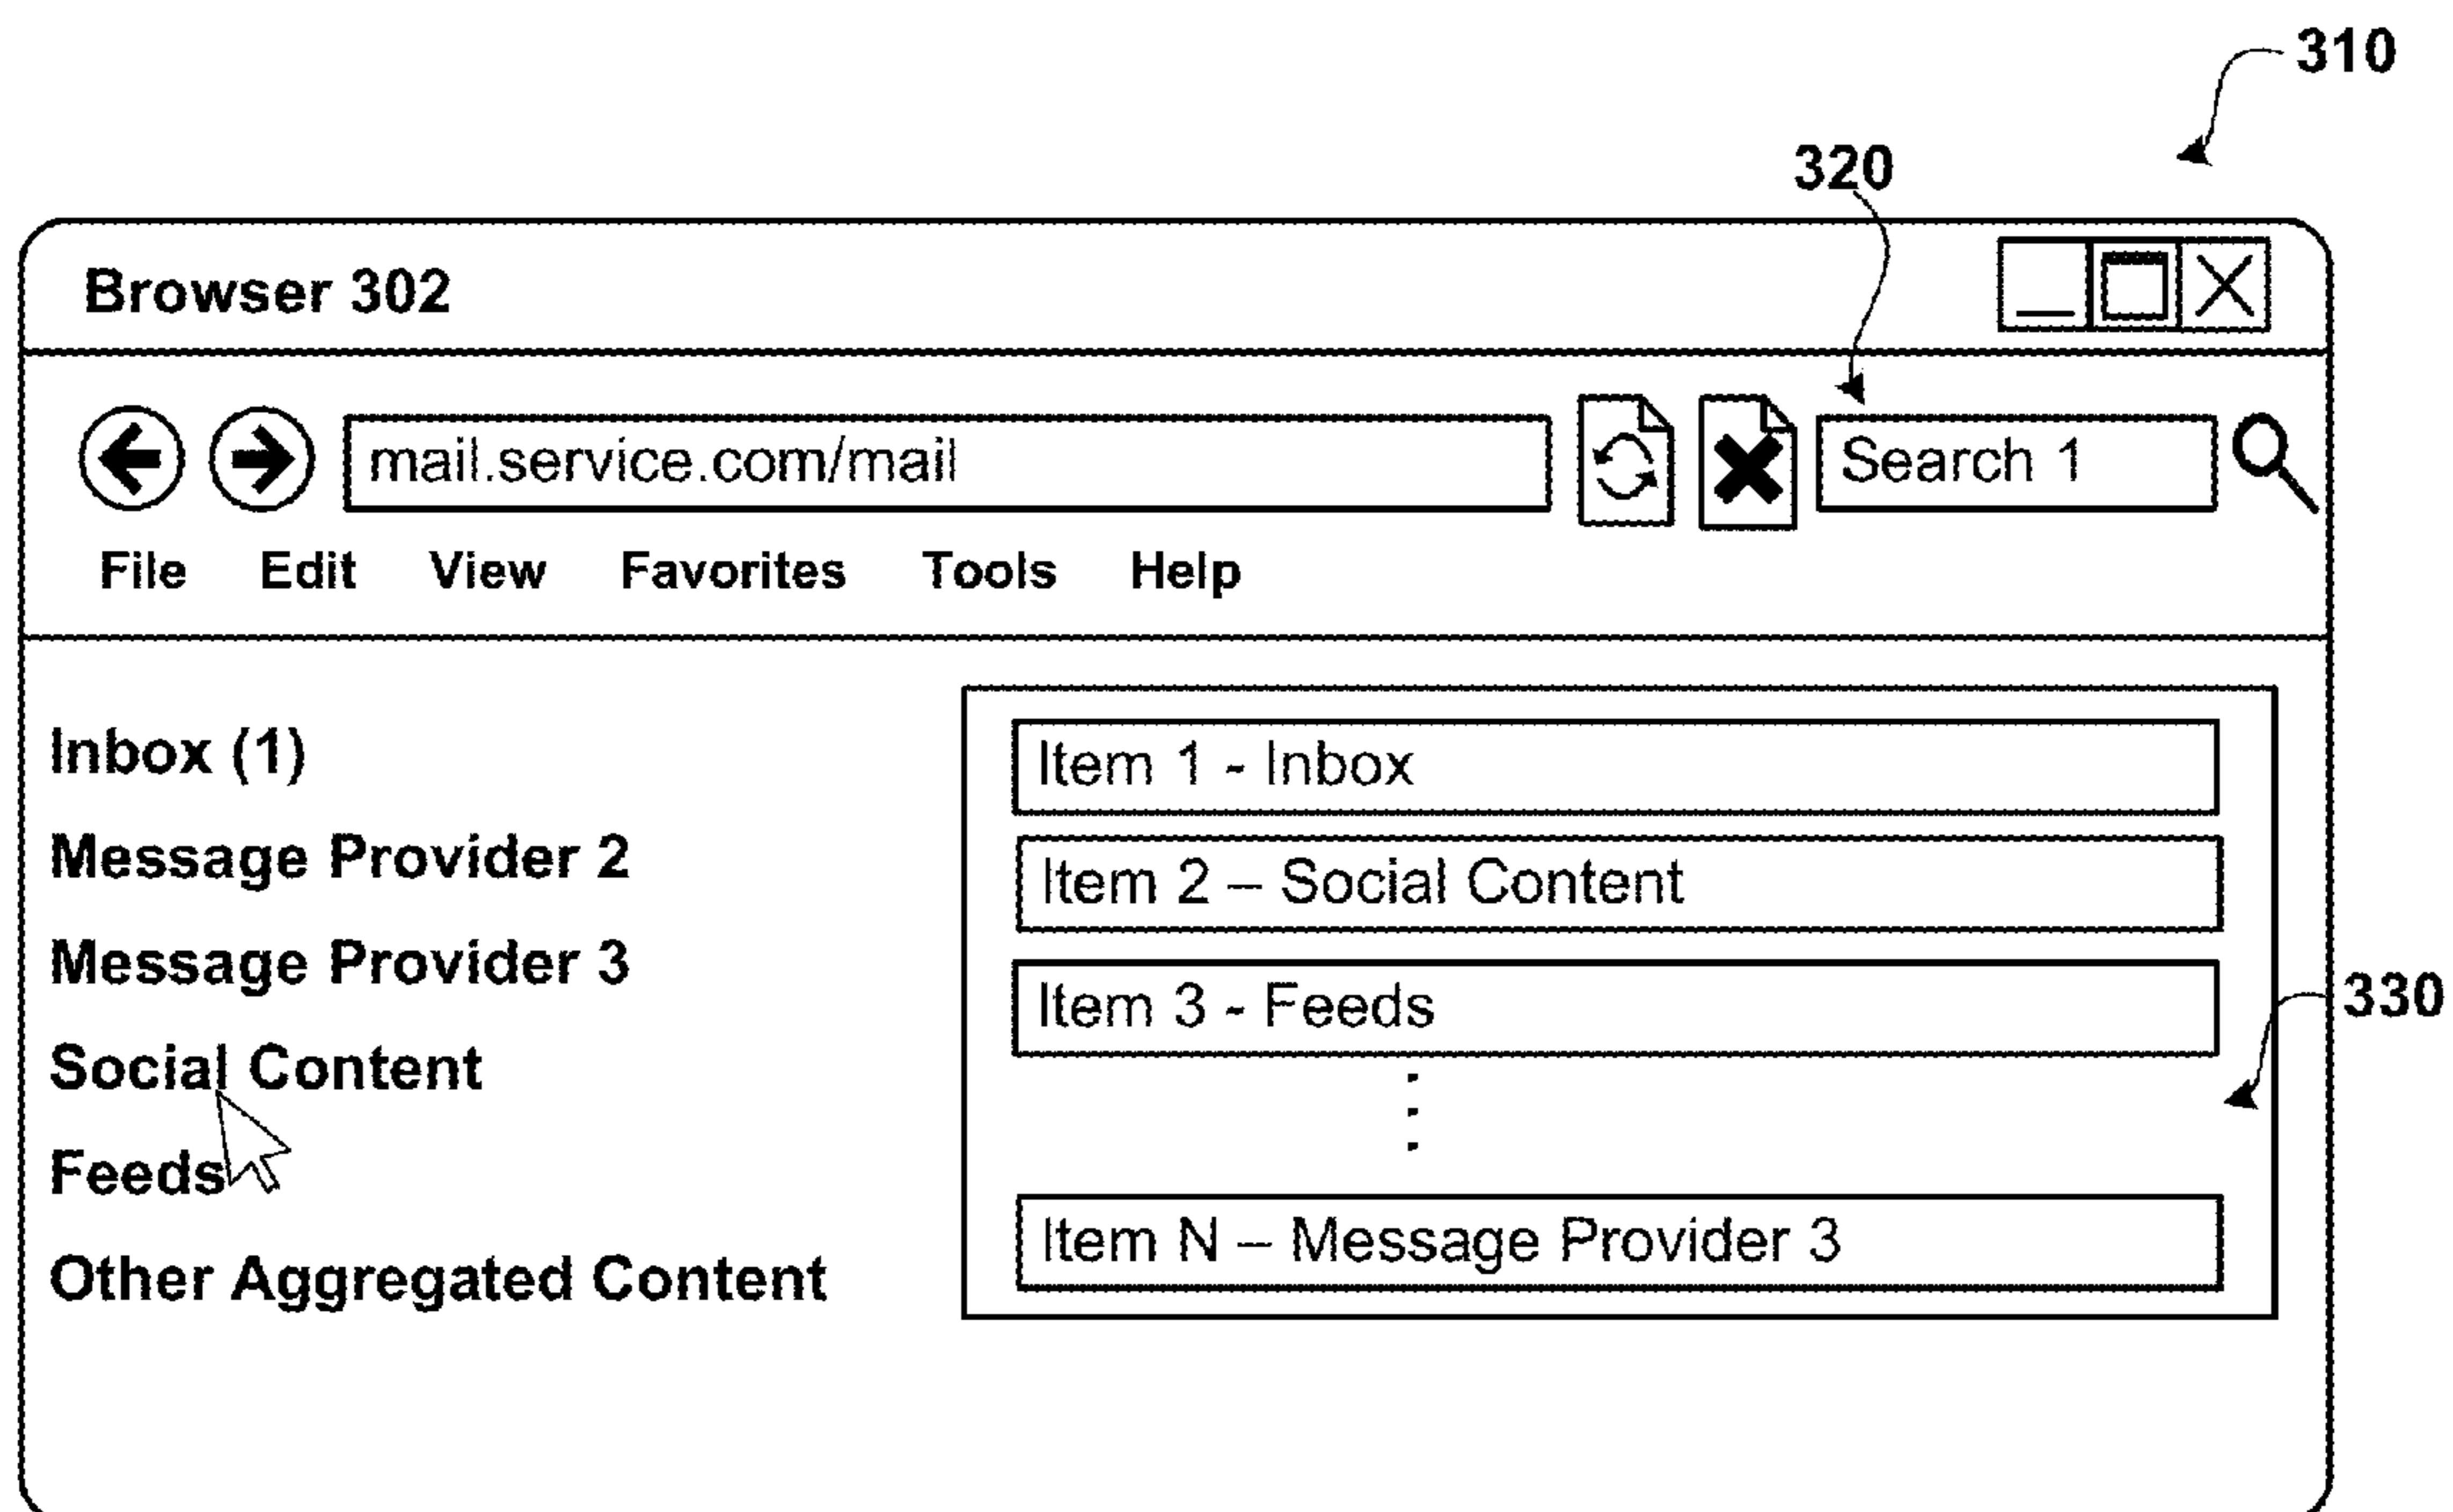 310
320
Browser 302
mail.service.com/mail
Search 1
File Edit View Favorites Tools Help
Inbox (1)
Message Provider 2
Message Provider 3
Social Content
Feeds
Other Aggregated Content
Item 1 - Inbox
Item 2 – Social Content
Item 3 - Feeds
330
Item N – Message Provider 3